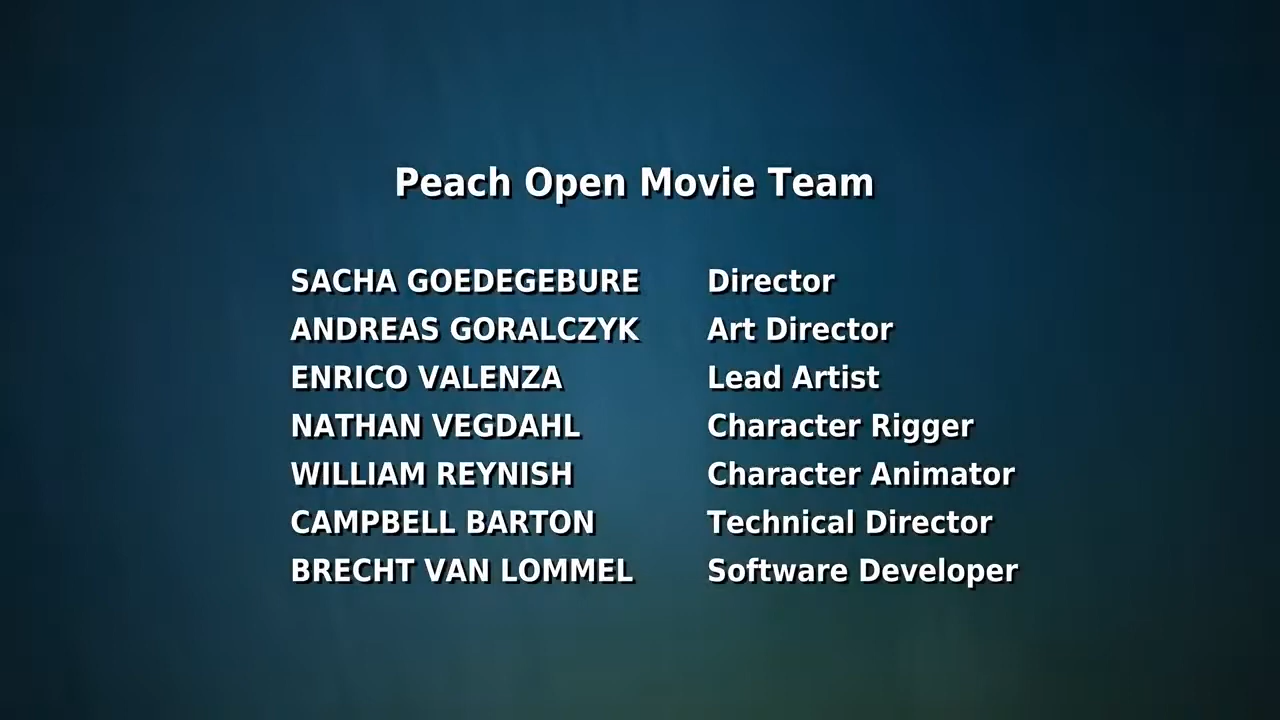 Peach Open Movie Team
SACHA GOEDEGEBURE Director
ANDREAS GORALCZYK Art Director
ENRICO VALENZA Lead Artist
NATHAN VEGDAHL Character Rigger
WILLIAM REYNISH Character Animator
CAMPBELL BARTON Technical Director
BRECHT VAN LOMMEL Software Developer